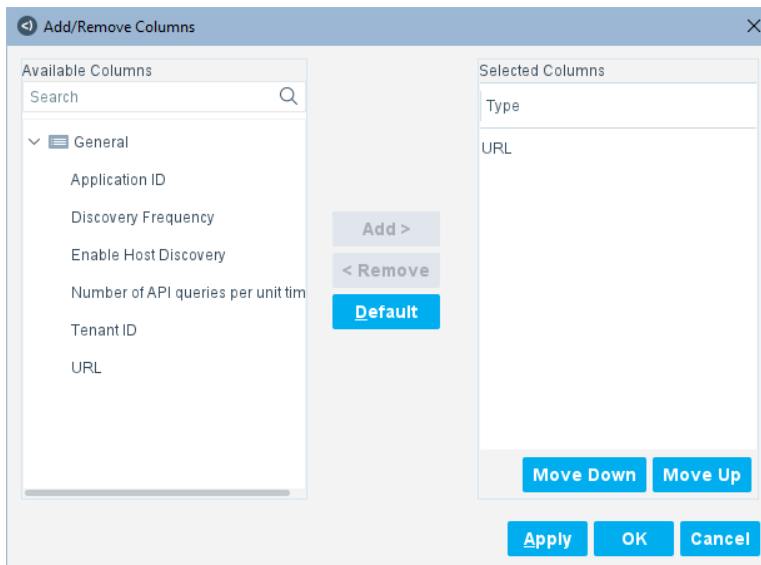 Add/Remove Columns
Available Columns
Search
General
Application ID
Discovery Frequency
Enable Host Discovery
Number of API queries per unit tim
Tenant ID
URL
Add >
< Remove
Default
Selected Columns
Type
URL
Move Down
Move Up
Apply
OK
Cancel